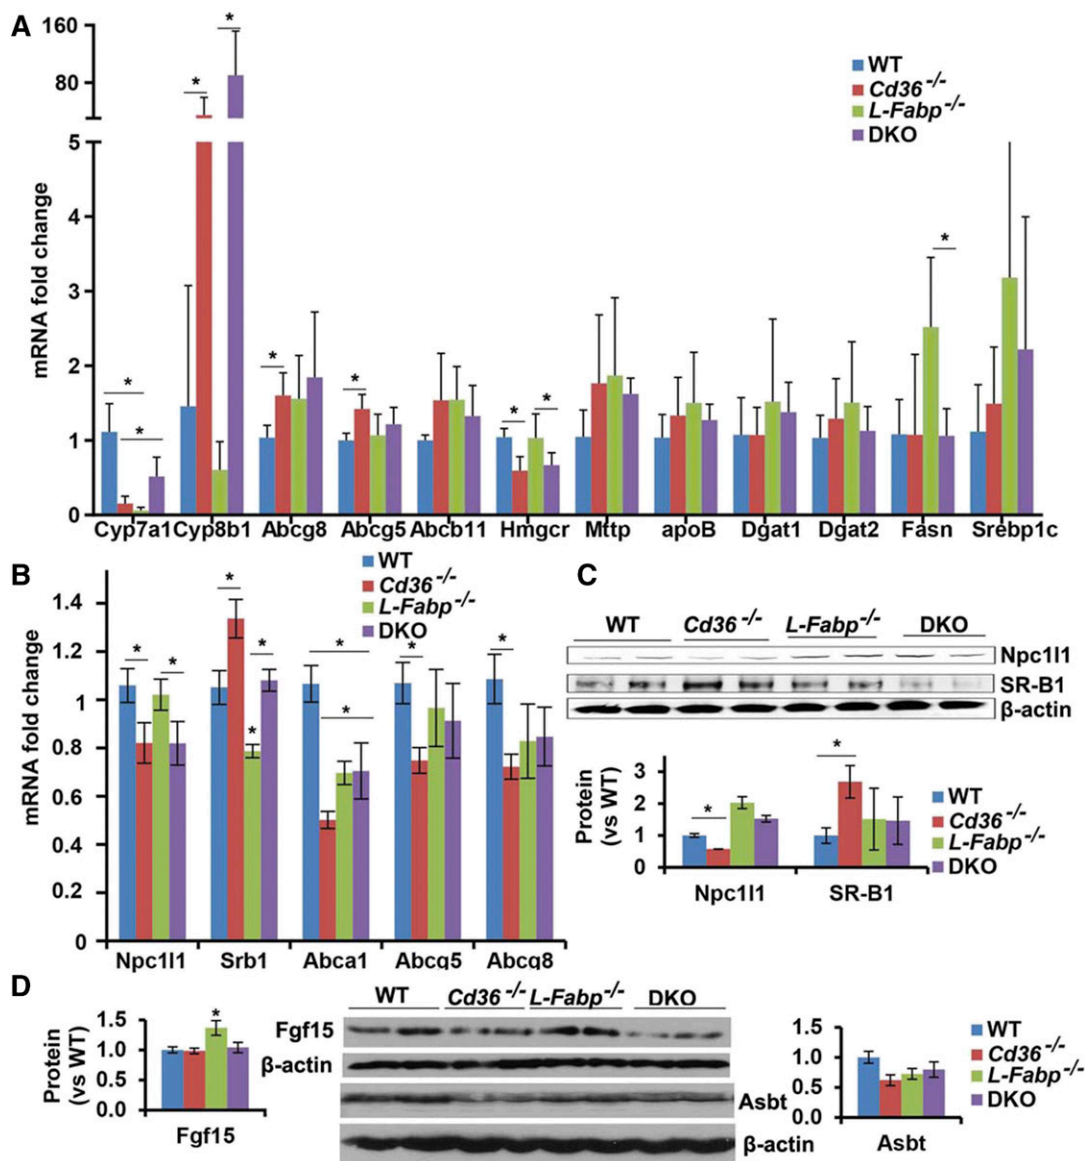 A
160
80
5
4
3
2
1
0
mRNA fold change
*
*
*
*
*
*
*
*
*
WT
Cd36 -/-
L-Fabp -/-
DKO
Cyp7a1 Cyp8b1 Abcg8 Abcg5 Abcb11 Hmgcr Mttp apoB Dgat1 Dgat2 Fasn Srebp1c
B
WT
Cd36 -/-
L-Fabp -/-
DKO
1.4
1.2
1
0.8
0.6
0.4
0.2
0
mRNA fold change
*
*
*
*
*
*
*
*
*
Npc1l1 Srb1 Abca1 Abcg5 Abcg8
C
WT Cd36 -/- L-Fabp -/- DKO
Npc1l1
SR-B1
β-actin
Protein
(vs WT)
3
2
1
0
*
*
WT
Cd36 -/-
L-Fabp -/-
DKO
Npc1l1 SR-B1
D
Protein
(vs WT)
1.5
1.0
0.5
0.0
*
Fgf15
WT Cd36 -/- L-Fabp -/- DKO
Fgf15
β-actin
Asbt
β-actin
1.5
1.0
0.5
0.0
Asbt
WT
Cd36 -/-
L-Fabp -/-
DKO